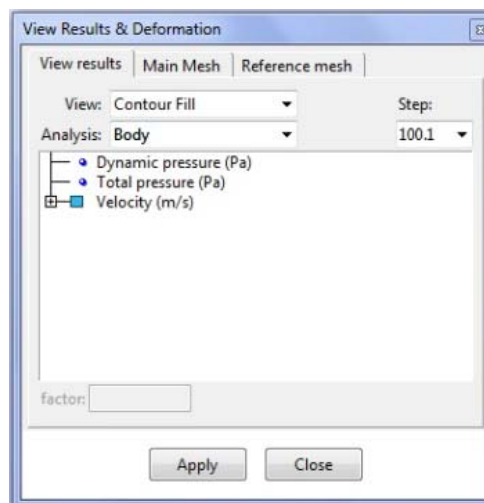 View Results & Deformation
View results Main Mesh Reference mesh
View: Contour Fill Step:
Analysis: Body 100.1
Dynamic pressure (Pa)
Total pressure (Pa)
Velocity (m/s)
factor:
Apply Close